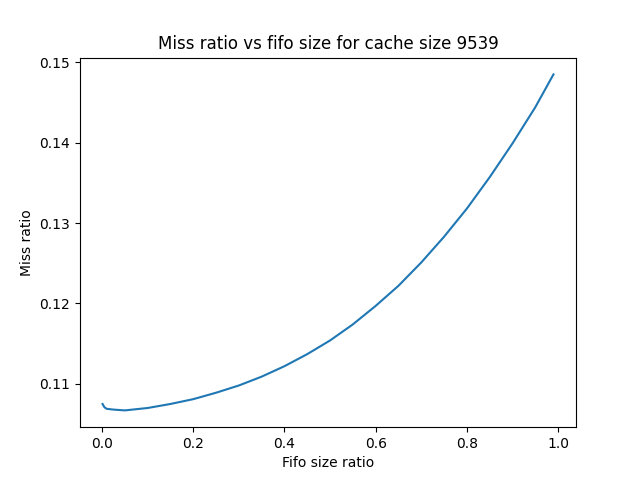 Miss ratio vs fifo size for cache size 9539
0.15
0.14
0.13
0.12
0.11
Miss ratio
0.0 0.2 0.4 0.6 0.8 1.0
Fifo size ratio